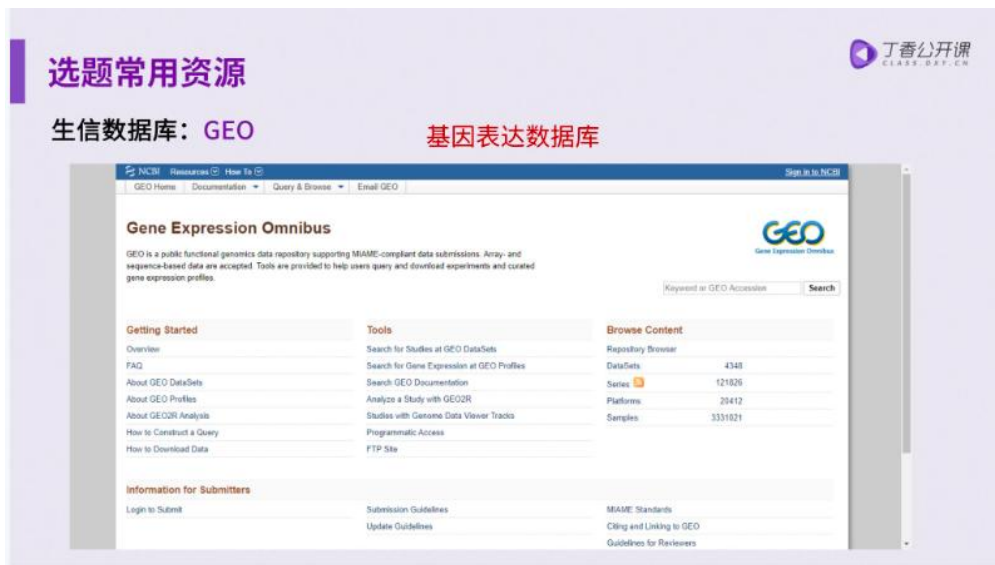 选题常用资源
丁香公开课
CLASS.DXY.CN
生信数据库：GEO
基因表达数据库
NCBI Resources How To Sign in to NCBI
GEO Home Documentation Query & Browse Email GEO
Gene Expression Omnibus
GEO
Gene Expression Omnibus
GEO is a public functional genomics data repository supporting MIAME-compliant data submissions. Array- and
sequence-based data are accepted. Tools are provided to help users query and download experiments and curated
gene expression profiles.
Keyword or GEO Accession Search
Getting Started
Overview
FAQ
About GEO DataSets
About GEO Profiles
About GEO2R Analysis
How to Construct a Query
How to Download Data
Tools
Search for Studies at GEO DataSets
Search for Gene Expression at GEO Profiles
Search GEO Documentation
Analyze a Study with GEO2R
Studies with Genome Data Viewer Tracks
Programmatic Access
FTP Site
Browse Content
Repository Browser
DataSets 4348
Series 121826
Platforms 20412
Samples 3331021
Information for Submitters
Login to Submit
Submission Guidelines
Update Guidelines
MIAME Standards
Citing and Linking to GEO
Guidelines for Reviewers